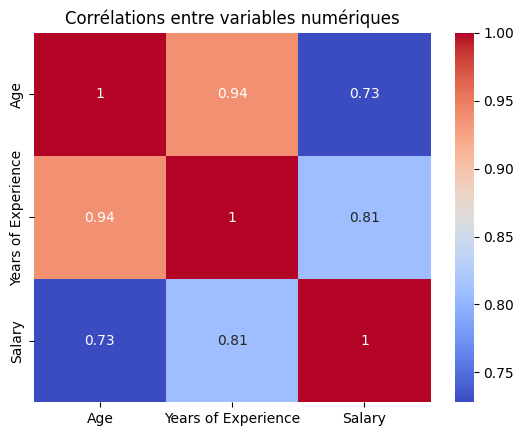 Corrélations entre variables numériques
Age
1
0.94
0.73
Years of Experience
0.94
1
0.81
Salary
0.73
0.81
1
Age
Years of Experience
Salary
1.00
0.95
0.90
0.85
0.80
0.75